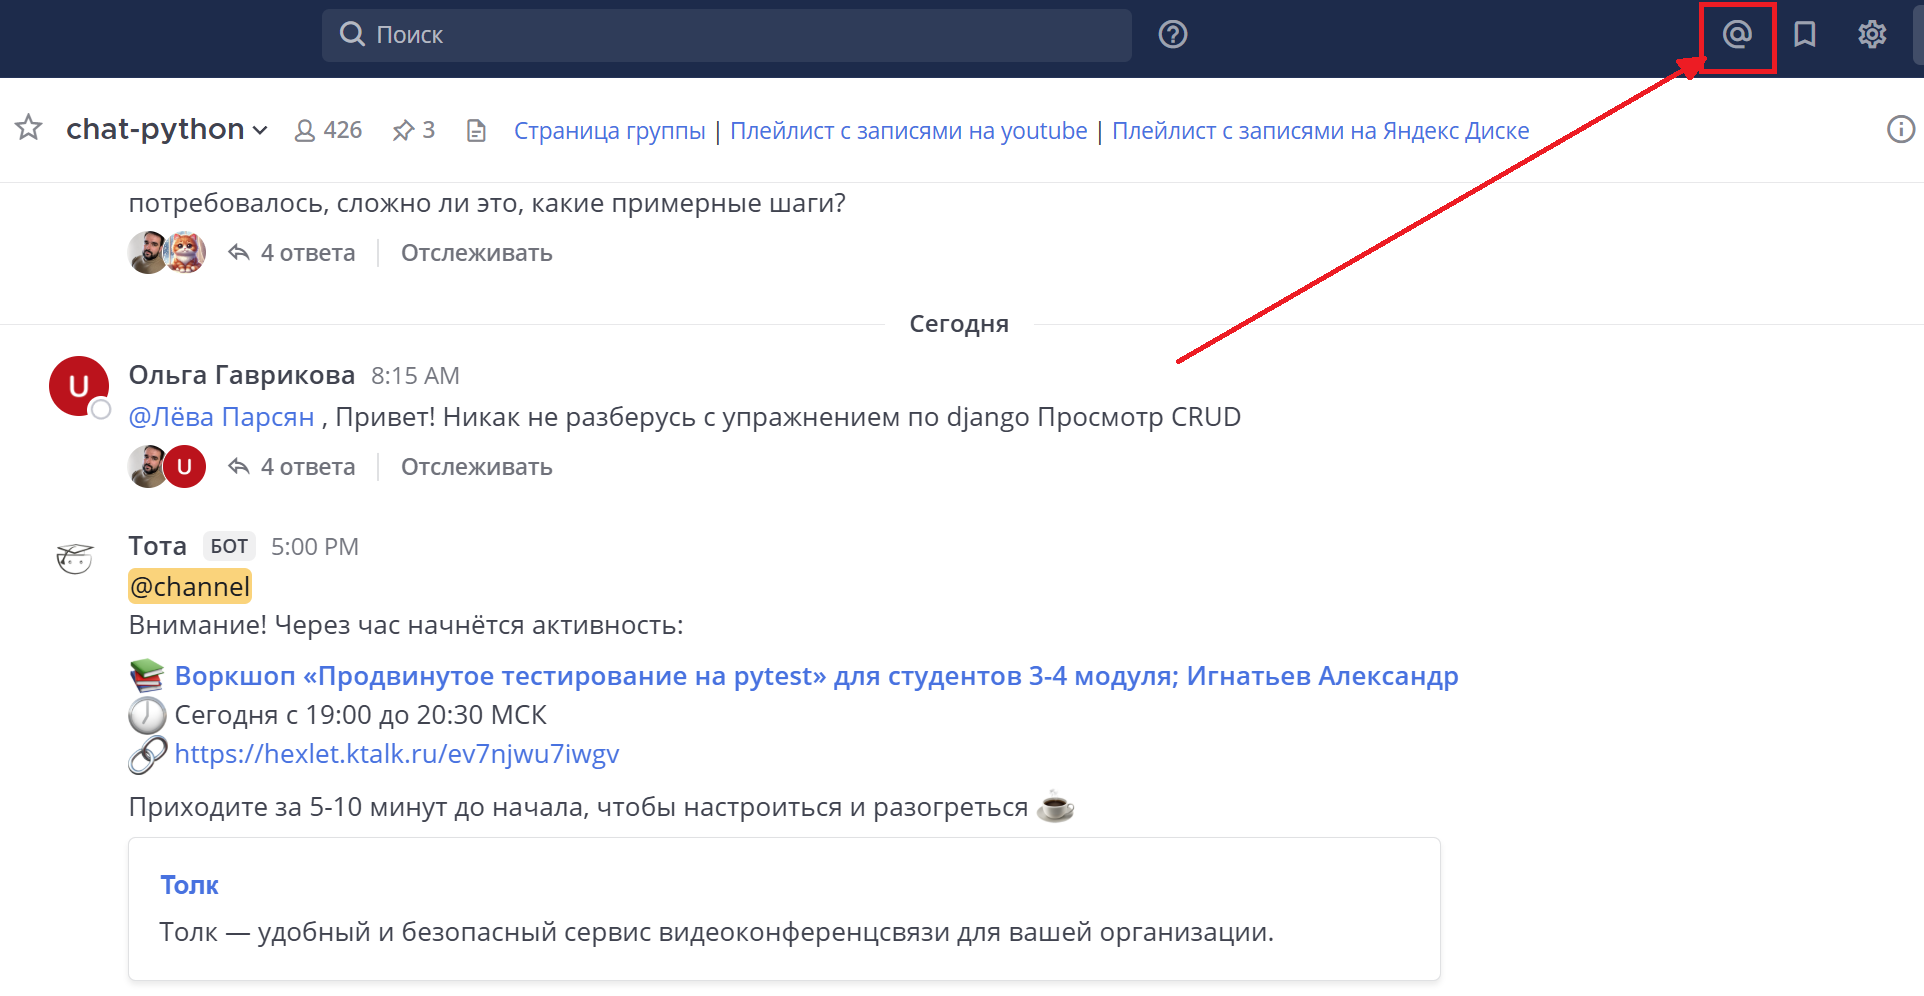 Поиск
chat-python 426 3 Страница группы | Плейлист с записями на youtube | Плейлист с записями на Яндекс Диске
потребовалось, сложно ли это, какие примерные шаги?
4 ответа Отслеживать
Сегодня
U Ольга Гаврикова 8:15 AM
@Лёва Парсян , Привет! Никак не разберусь с упражнением по django Просмотр CRUD
U 4 ответа Отслеживать
Тота БОТ 5:00 PM
@channel
Внимание! Через час начнётся активность:
Воркшоп «Продвинутое тестирование на pytest» для студентов 3-4 модуля; Игнатьев Александр
Сегодня с 19:00 до 20:30 МСК
https://hexlet.ktalk.ru/ev7njwu7iwgv
Приходите за 5-10 минут до начала, чтобы настроиться и разогреться
Толк
Толк — удобный и безопасный сервис видеоконференцсвязи для вашей организации.